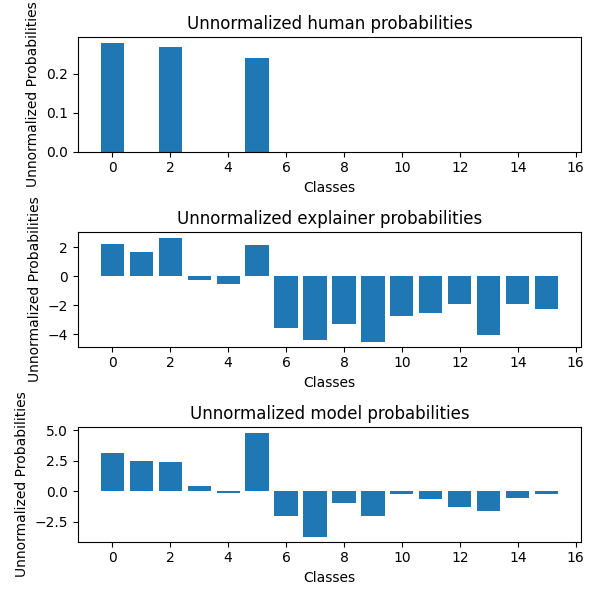 Unnormalized human probabilities
Unnormalized Probabilities
0.2
0.1
0.0
0 2 4 6 8 10 12 14 16
Classes
Unnormalized explainer probabilities
Unnormalized Probabilities
2
0
−2
−4
0 2 4 6 8 10 12 14 16
Classes
Unnormalized model probabilities
Unnormalized Probabilities
5.0
2.5
0.0
−2.5
0 2 4 6 8 10 12 14 16
Classes